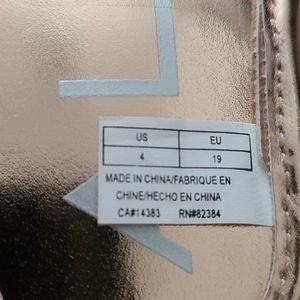 US EU
4 19
MADE IN CHINA/FABRIQUE EN
CHINE/HECHO EN CHINA
CA#14383 RN#82384